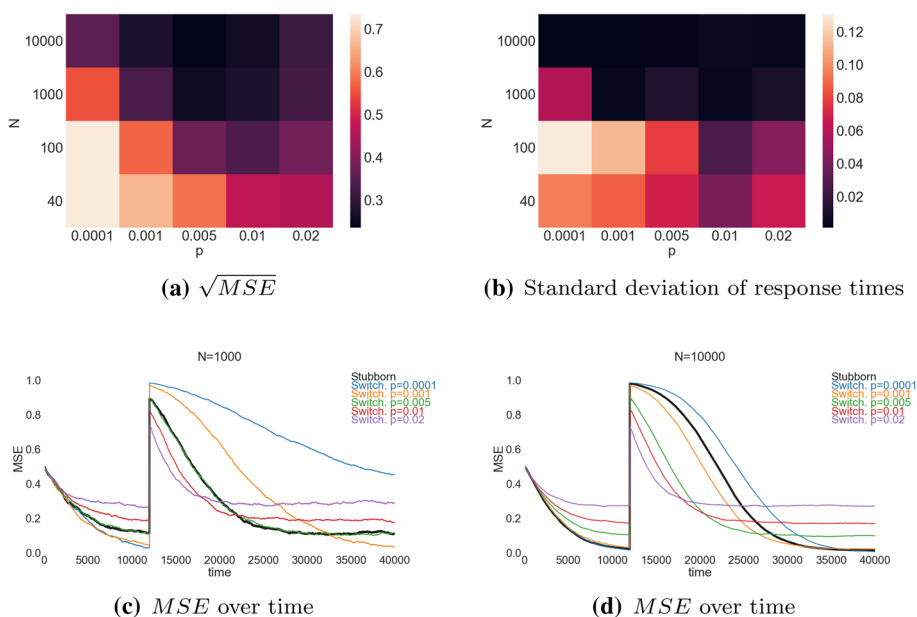 10000
1000
100
40
N
0.0001 0.001 0.005 0.01 0.02
p
0.7
0.6
0.5
0.4
0.3
(a) √MSE
10000
1000
100
40
N
0.0001 0.001 0.005 0.01 0.02
p
0.12
0.10
0.08
0.06
0.04
0.02
(b) Standard deviation of response times
N=1000
Stubborn
Switch. p=0.0001
Switch. p=0.001
Switch. p=0.005
Switch. p=0.01
Switch. p=0.02
1.0
0.8
0.6
0.4
0.2
0.0
MSE
0 5000 10000 15000 20000 25000 30000 35000 40000
time
(c) MSE over time
N=10000
Stubborn
Switch. p=0.0001
Switch. p=0.001
Switch. p=0.005
Switch. p=0.01
Switch. p=0.02
1.0
0.8
0.6
0.4
0.2
0.0
MSE
0 5000 10000 15000 20000 25000 30000 35000 40000
time
(d) MSE over time